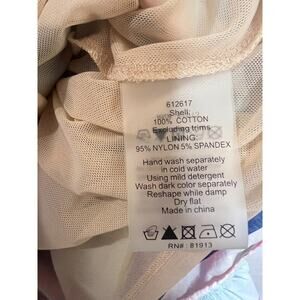 612617
Shell:
100% COTTON
Excluding trims
LINING:
95% NYLON 5% SPANDEX
Hand wash separately
in cold water
Using mild detergent
Wash dark color separately
Reshape while damp
Dry flat
Made in china
RN#: 81913